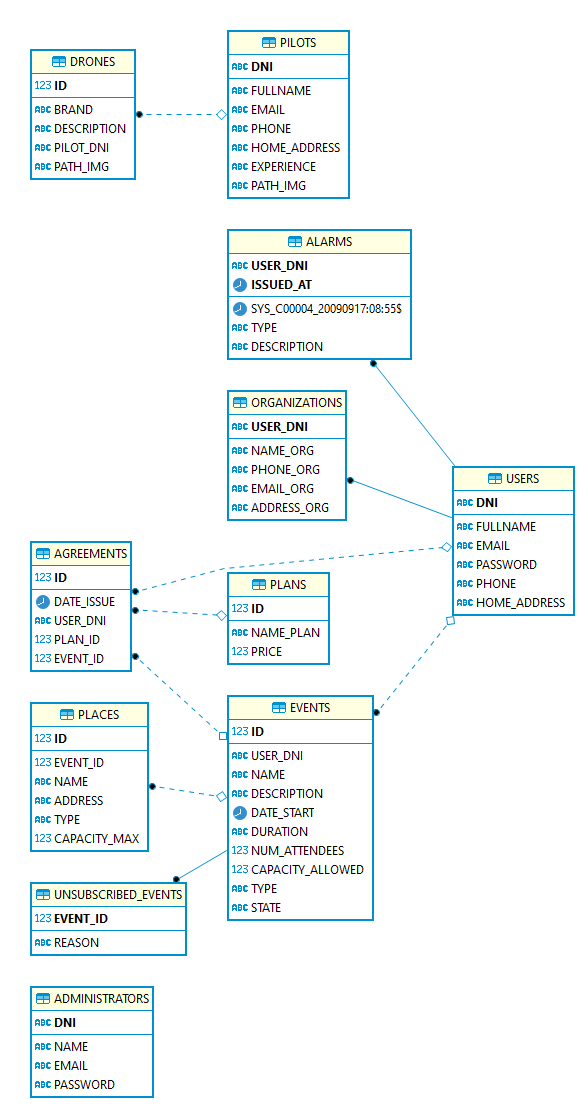 DRONES
123 ID
ABC BRAND
ABC DESCRIPTION
ABC PILOT_DNI
ABC PATH_IMG
PILOTS
ABC DNI
ABC FULLNAME
ABC EMAIL
ABC PHONE
ABC HOME_ADDRESS
ABC EXPERIENCE
ABC PATH_IMG
ALARMS
ABC USER_DNI
ISSUED_AT
SYS_C00004_20090917:08:55$
ABC TYPE
ABC DESCRIPTION
ORGANIZATIONS
ABC USER_DNI
ABC NAME_ORG
ABC PHONE_ORG
ABC EMAIL_ORG
ABC ADDRESS_ORG
USERS
ABC DNI
ABC FULLNAME
ABC EMAIL
ABC PASSWORD
ABC PHONE
ABC HOME_ADDRESS
AGREEMENTS
123 ID
DATE_ISSUE
ABC USER_DNI
123 PLAN_ID
123 EVENT_ID
PLANS
123 ID
ABC NAME_PLAN
123 PRICE
PLACES
123 ID
123 EVENT_ID
ABC NAME
ABC ADDRESS
ABC TYPE
123 CAPACITY_MAX
EVENTS
123 ID
ABC USER_DNI
ABC NAME
ABC DESCRIPTION
DATE_START
ABC DURATION
123 NUM_ATTENDEES
123 CAPACITY_ALLOWED
ABC TYPE
ABC STATE
UNSUBSCRIBED_EVENTS
123 EVENT_ID
ABC REASON
ADMINISTRATORS
ABC DNI
ABC NAME
ABC EMAIL
ABC PASSWORD